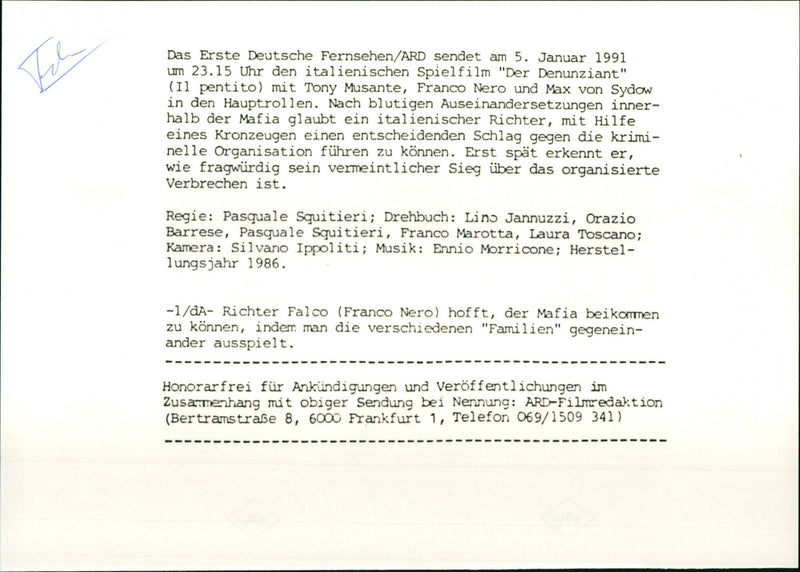 Das Erste Deutsche Fernsehen/ARD sendet am 5. Januar 1991
um 23.15 Uhr den italienischen Spielfilm "Der Denunziant"
(Il pentito) mit Tony Musante, Franco Nero und Max von Sydow
in den Hauptrollen. Nach blutigen Auseinandersetzungen inner-
halb der Mafia glaubt ein italienischer Richter, mit Hilfe
eines Kronzeugen einen entscheidenden Schlag gegen die krimi-
nelle Organisation führen zu können. Erst spät erkennt er,
wie fragwürdig sein vermeintlicher Sieg über das organisierte
Verbrechen ist.
Regie: Pasquale Squitieri; Drehbuch: Lino Jannuzzi, Orazio
Barrese, Pasquale Squitieri, Franco Marotta, Laura Toscano;
Kamera: Silvano Ippoliti; Musik: Ennio Morricone; Herstel-
lungsjahr 1986.
-1/dA- Richter Falco (Franco Nero) hofft, der Mafia beikommen
zu können, indem man die verschiedenen "Familien" gegenein-
ander ausspielt.
Honorarfrei für Ankündigungen und Veröffentlichungen im
Zusammenhang mit obiger Sendung bei Nennung: ARD-Filmredaktion
(Bertramstraße 8, 6000 Frankfurt 1, Telefon 069/1509 341)